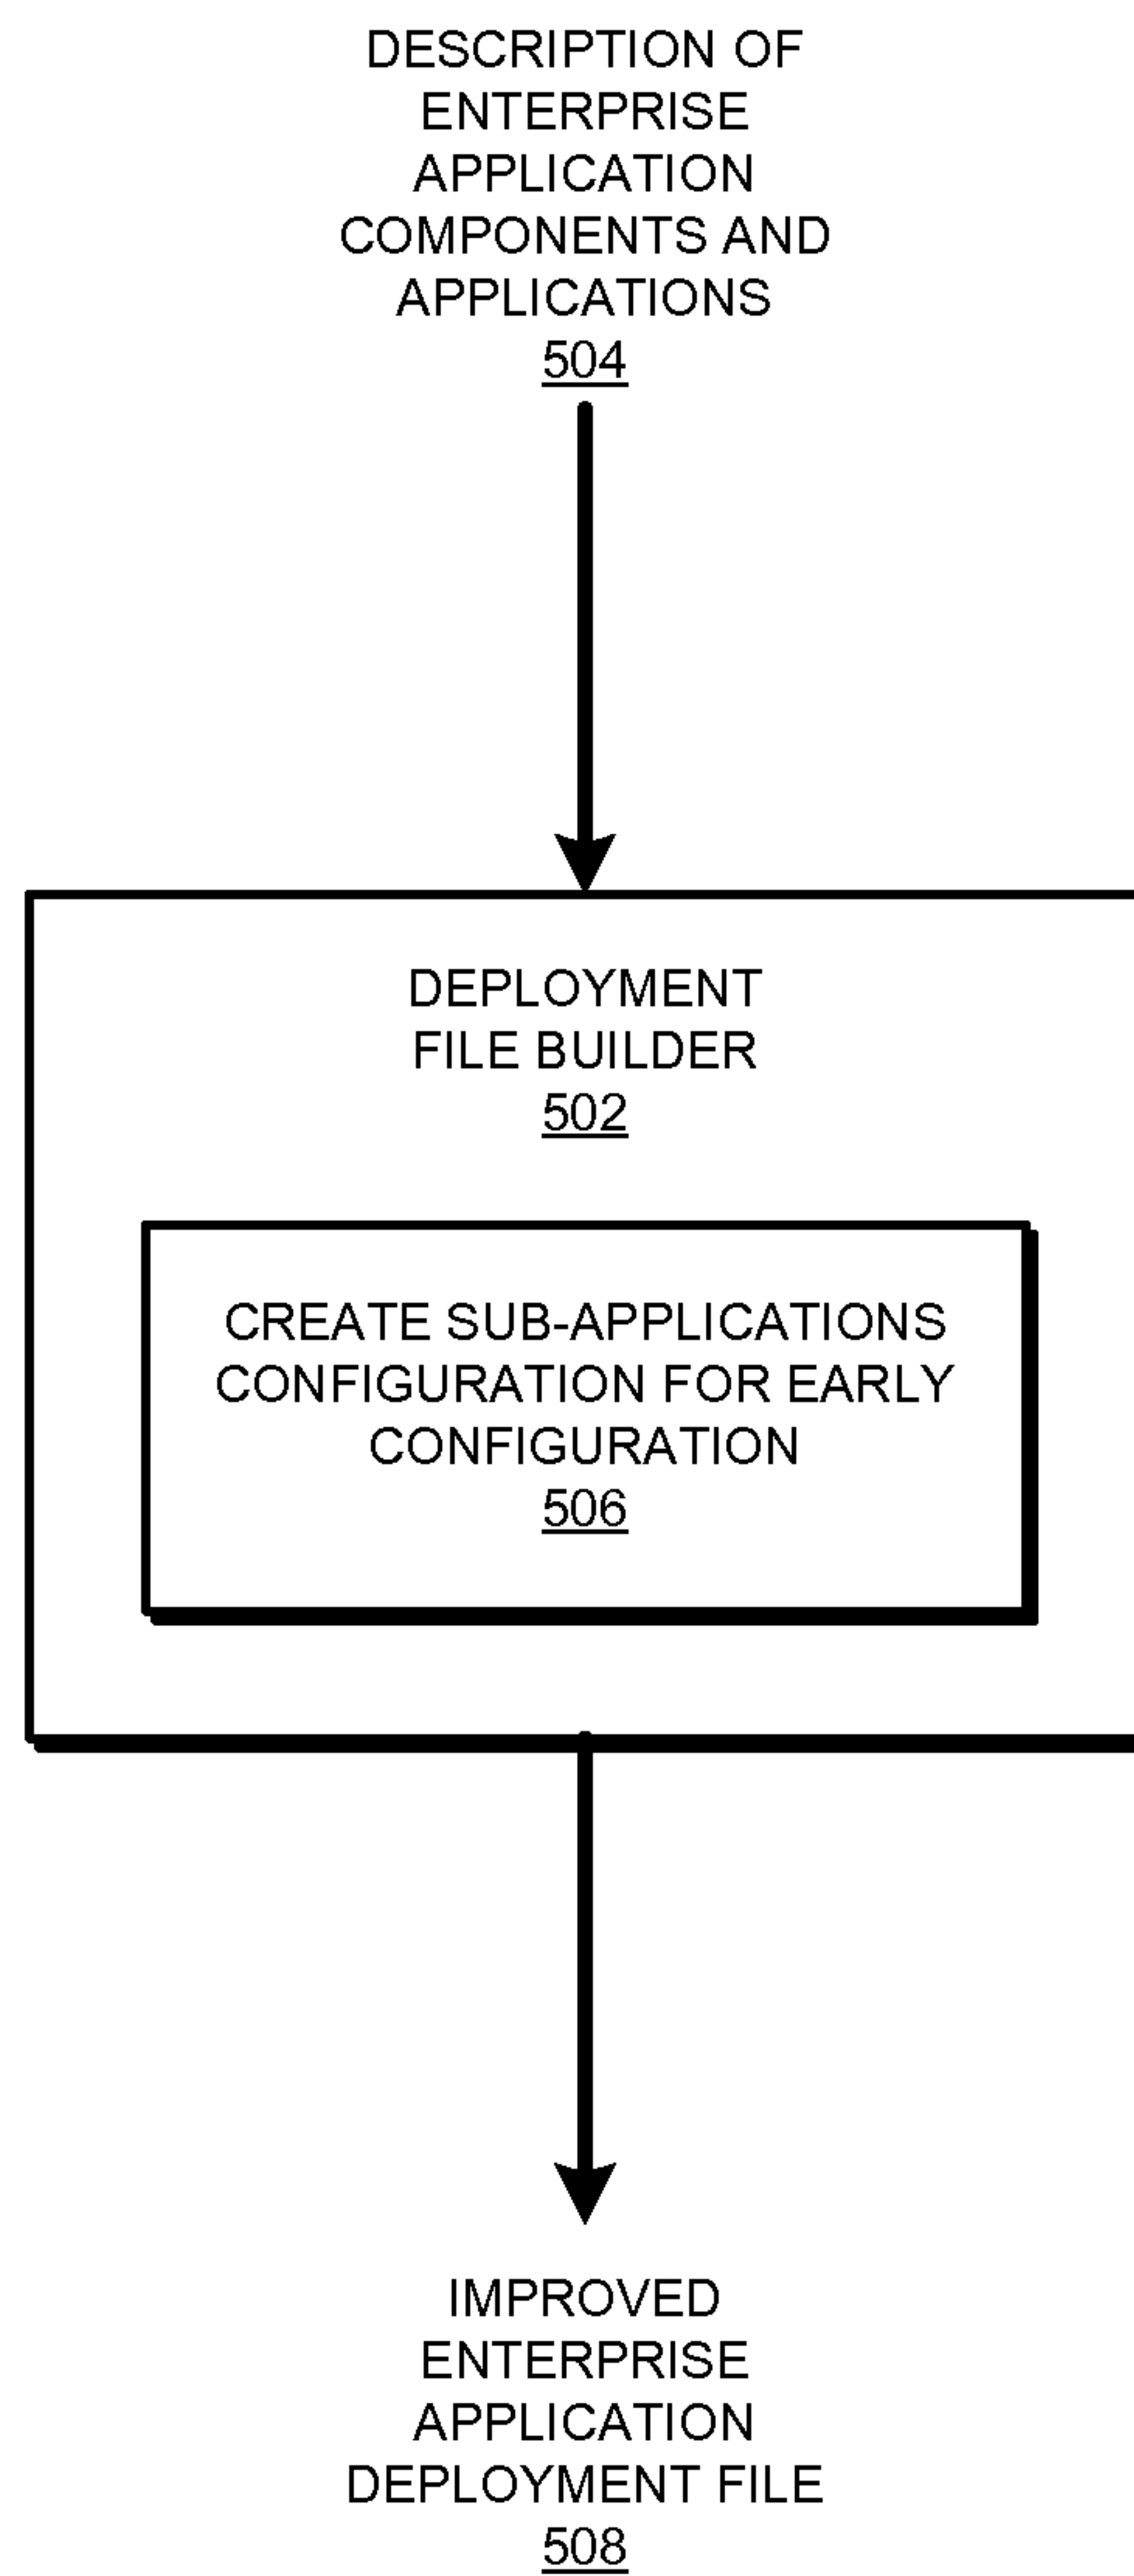 DESCRIPTION OF
ENTERPRISE
APPLICATION
COMPONENTS AND
APPLICATIONS
504
DEPLOYMENT
FILE BUILDER
502
CREATE SUB-APPLICATIONS
CONFIGURATION FOR EARLY
CONFIGURATION
506
IMPROVED
ENTERPRISE
APPLICATION
DEPLOYMENT FILE
508